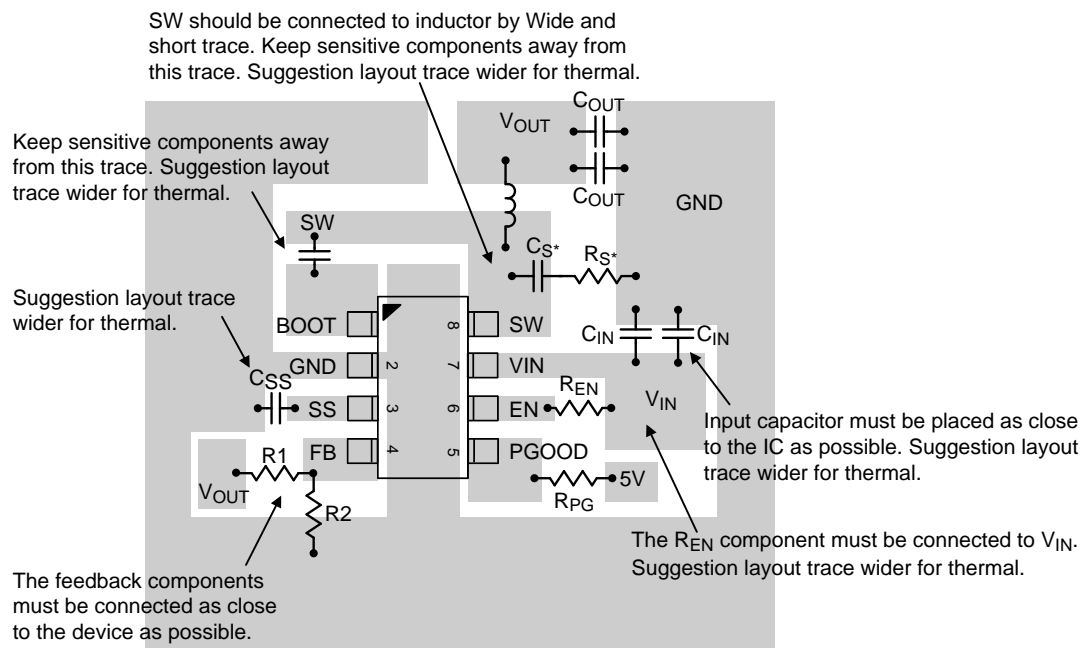 SW should be connected to inductor by Wide and
short trace. Keep sensitive components away from
this trace. Suggestion layout trace wider for thermal.
Keep sensitive components away
from this trace. Suggestion layout
trace wider for thermal.
COUT
VOUT
COUT
GND
SW
CS*
RS*
Suggestion layout trace
wider for thermal.
BOOT
8
SW
CIN
CIN
GND
2
7
VIN
CSS
REN
SS
3
6
EN
VIN
Input capacitor must be placed as close
to the IC as possible. Suggestion layout
trace wider for thermal.
FB
4
5
PGOOD
R1
VOUT
5V
RPG
R2
The REN component must be connected to VIN.
Suggestion layout trace wider for thermal.
The feedback components
must be connected as close
to the device as possible.